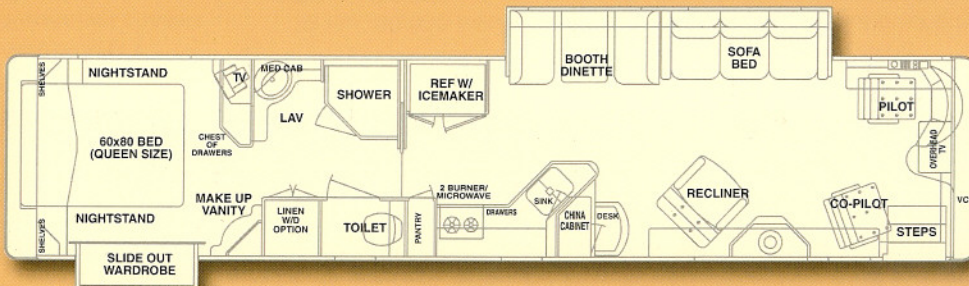 SHELVES
NIGHTSTAND
60x80 BED
(QUEEN SIZE)
NIGHTSTAND
SHELVES
SLIDE OUT
WARDROBE
TV
MED CAB
LAV
CHEST
OF
DRAWERS
MAKE UP
VANITY
SHOWER
LINEN
W/D
OPTION
TOILET
REF W/
ICEMAKER
PANTRY
2 BURNER/
MICROWAVE
DRAWERS
SINK
CHINA
CABINET
DESK
BOOTH
DINETTE
SOFA
BED
RECLINER
PILOT
OVERHEAD
TV
CO-PILOT
STEPS